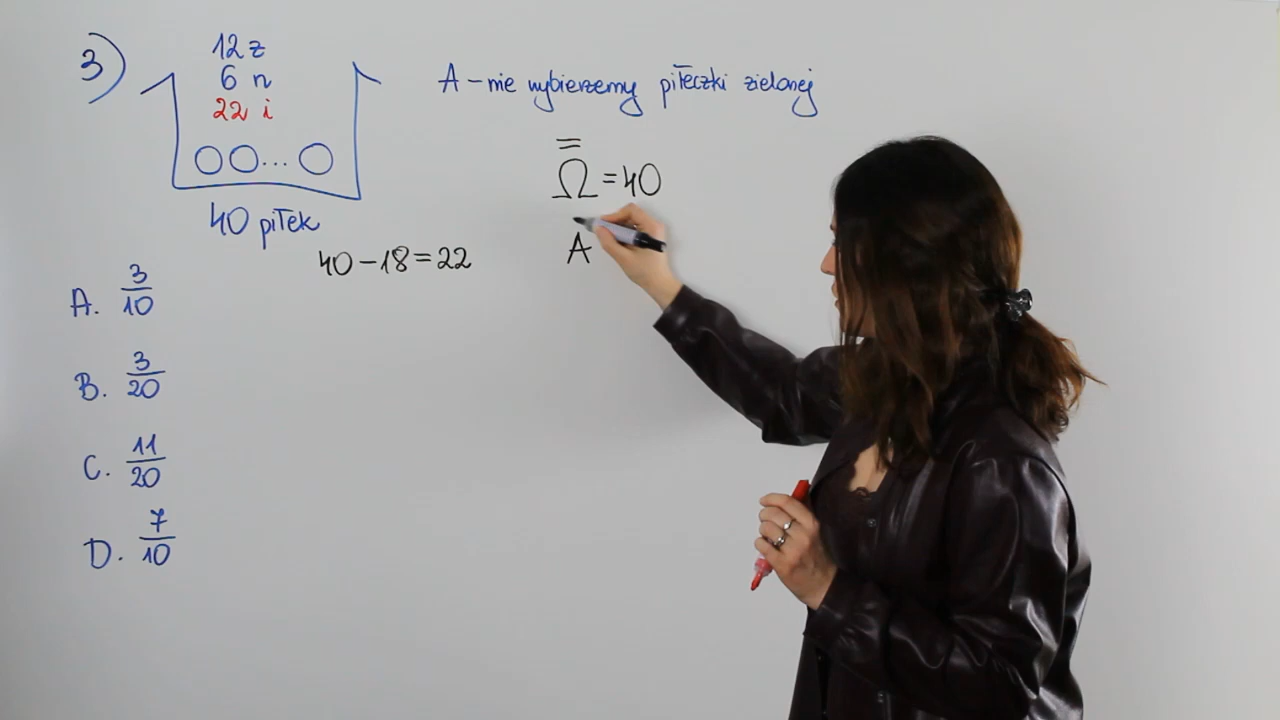 3)
12 z
6 n
22 i
40 piłek
A - nie wybierzemy piłeczki zielonej
Ω = 40
A
40 - 18 = 22
A. 3/10
B. 3/20
C. 11/20
D. 7/10